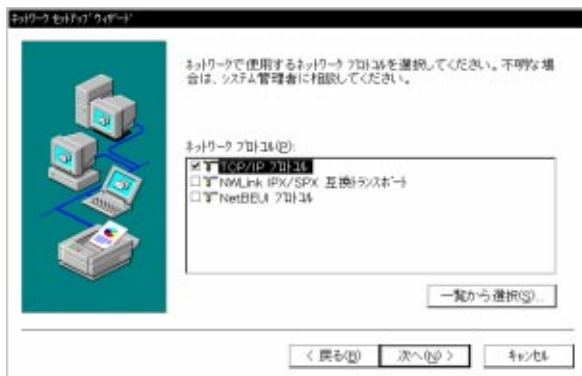 ネットワーク セットアップ ウィザード
ネットワークで使用するネットワーク プロトコルを選択してください。不明な場
合は、システム管理者に相談してください。
ネットワーク プロトコル(P):
TCP/IP プロトコル
NWLink IPX/SPX 互換トランスポート
NetBEUI プロトコル
一覧から選択(S)...
< 戻る(B)
次へ(N) >
キャンセル